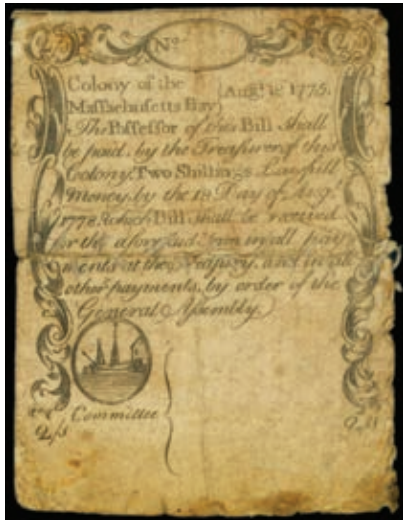 No
Colony of the
Massachusetts Bay
Augt 18 1775.
The Possessor of this Bill shall
be paid, by the Treasurer of this
Colony, Two Shillings, Lawfull
Money, by the 18 Day of Aug.
1778, which Bill shall be received
for the aforesaid sum in all pay
ments at the Treasury, and in all
other payments, by order of the
General Assembly.
Committee
2/s